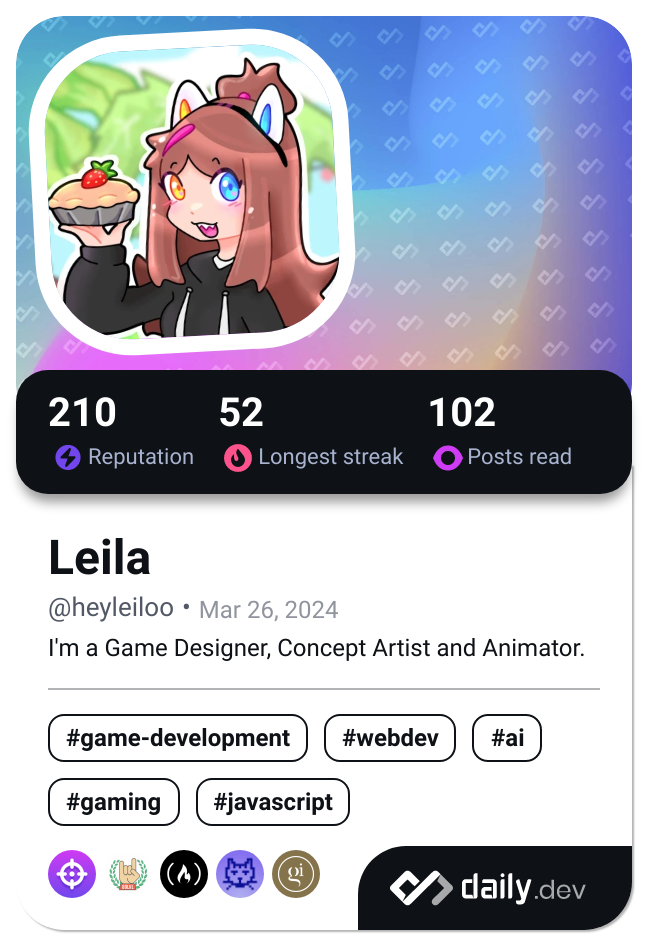 210 52 102
Reputation Longest streak Posts read
Leila
@heyleiloo • Mar 26, 2024
I'm a Game Designer, Concept Artist and Animator.
#game-development #webdev #ai
#gaming #javascript
gi
daily.dev